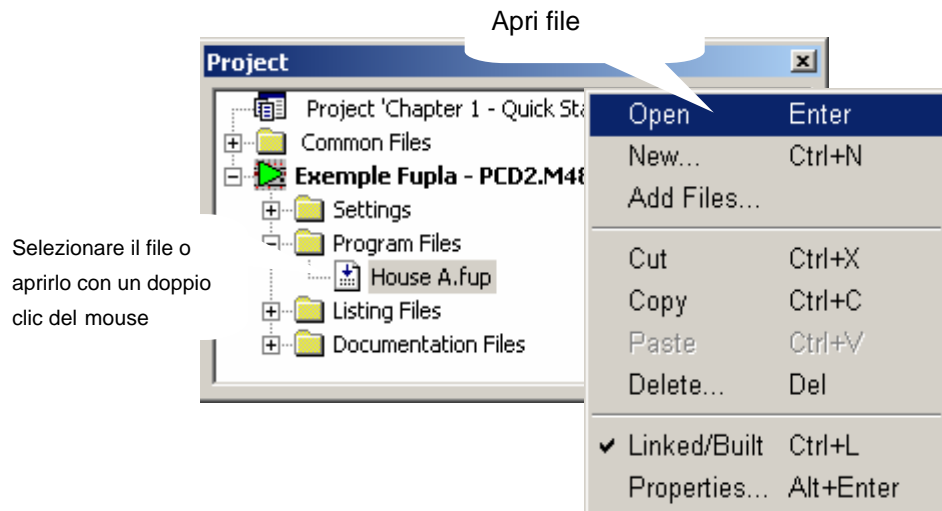 Apri file
Project
Project 'Chapter 1 - Quick Sta
Common Files
Exemple Fupla - PCD2.M48
Settings
Program Files
House A.fup
Listing Files
Documentation Files
Selezionare il file o
aprirlo con un doppio
clic del mouse
Open Enter
New... Ctrl+N
Add Files...
Cut Ctrl+X
Copy Ctrl+C
Paste Ctrl+V
Delete... Del
Linked/Built Ctrl+L
Properties... Alt+Enter